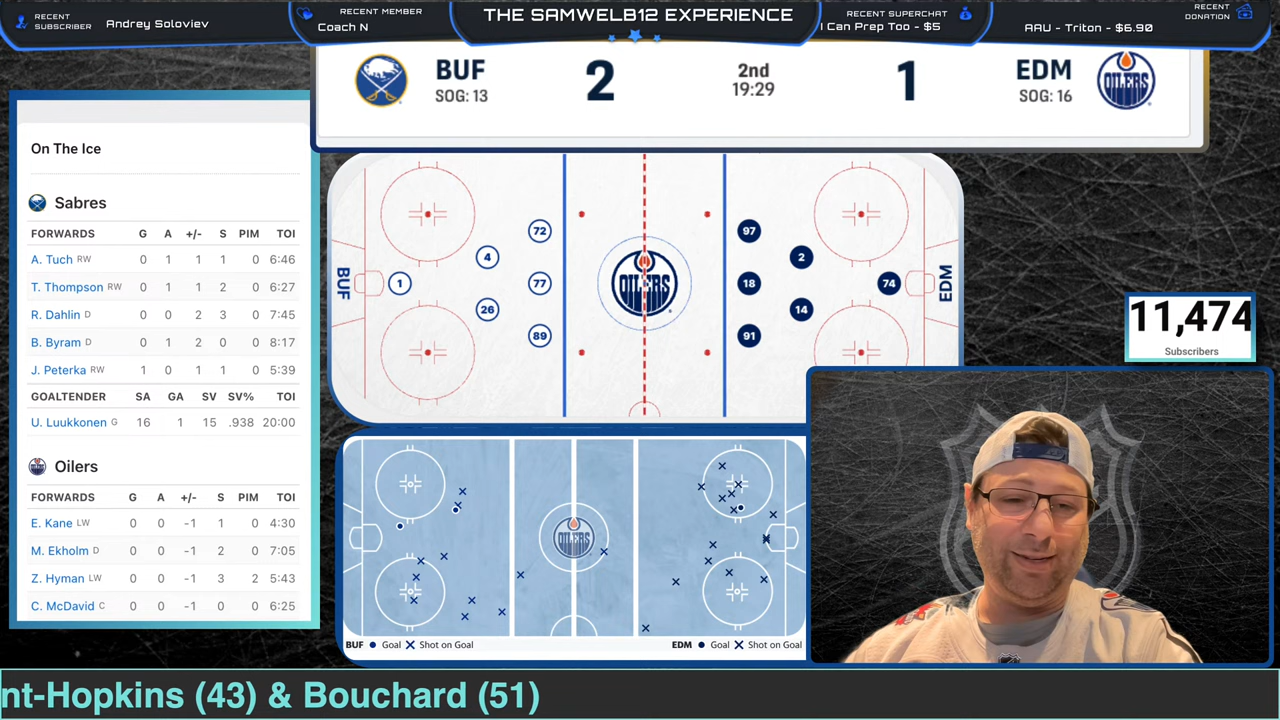 RECENT
SUBSCRIBER
Andrey Soloviev
RECENT MEMBER
Coach N
THE SAMWELB12 EXPERIENCE
RECENT SUPERCHAT
I Can Prep Too - $5
RECENT
DONATION
AAU - Triton - $6.90
BUF
SOG: 13
2
2nd
19:29
1
EDM
SOG: 16
OILERS
On The Ice
Sabres
FORWARDS G A +/- S PIM TOI
A. Tuch RW 0 1 1 1 0 6:46
T. Thompson RW 0 1 1 2 0 6:27
R. Dahlin D 0 0 2 3 0 7:45
B. Byram D 0 1 2 0 0 8:17
J. Peterka RW 1 0 1 1 0 5:39
GOALTENDER SA GA SV SV% TOI
U. Luukkonen G 16 1 15 .938 20:00
Oilers
FORWARDS G A +/- S PIM TOI
E. Kane LW 0 0 -1 1 0 4:30
M. Ekholm D 0 0 -1 2 0 7:05
Z. Hyman LW 0 0 -1 3 2 5:43
C. McDavid C 0 0 -1 0 0 6:25
BUF
1
4
26
72
77
89
OILERS
97
18
91
2
14
74
EDM
11,474
Subscribers
OILERS
BUF Goal Shot on Goal
EDM Goal Shot on Goal
nt-Hopkins (43) & Bouchard (51)